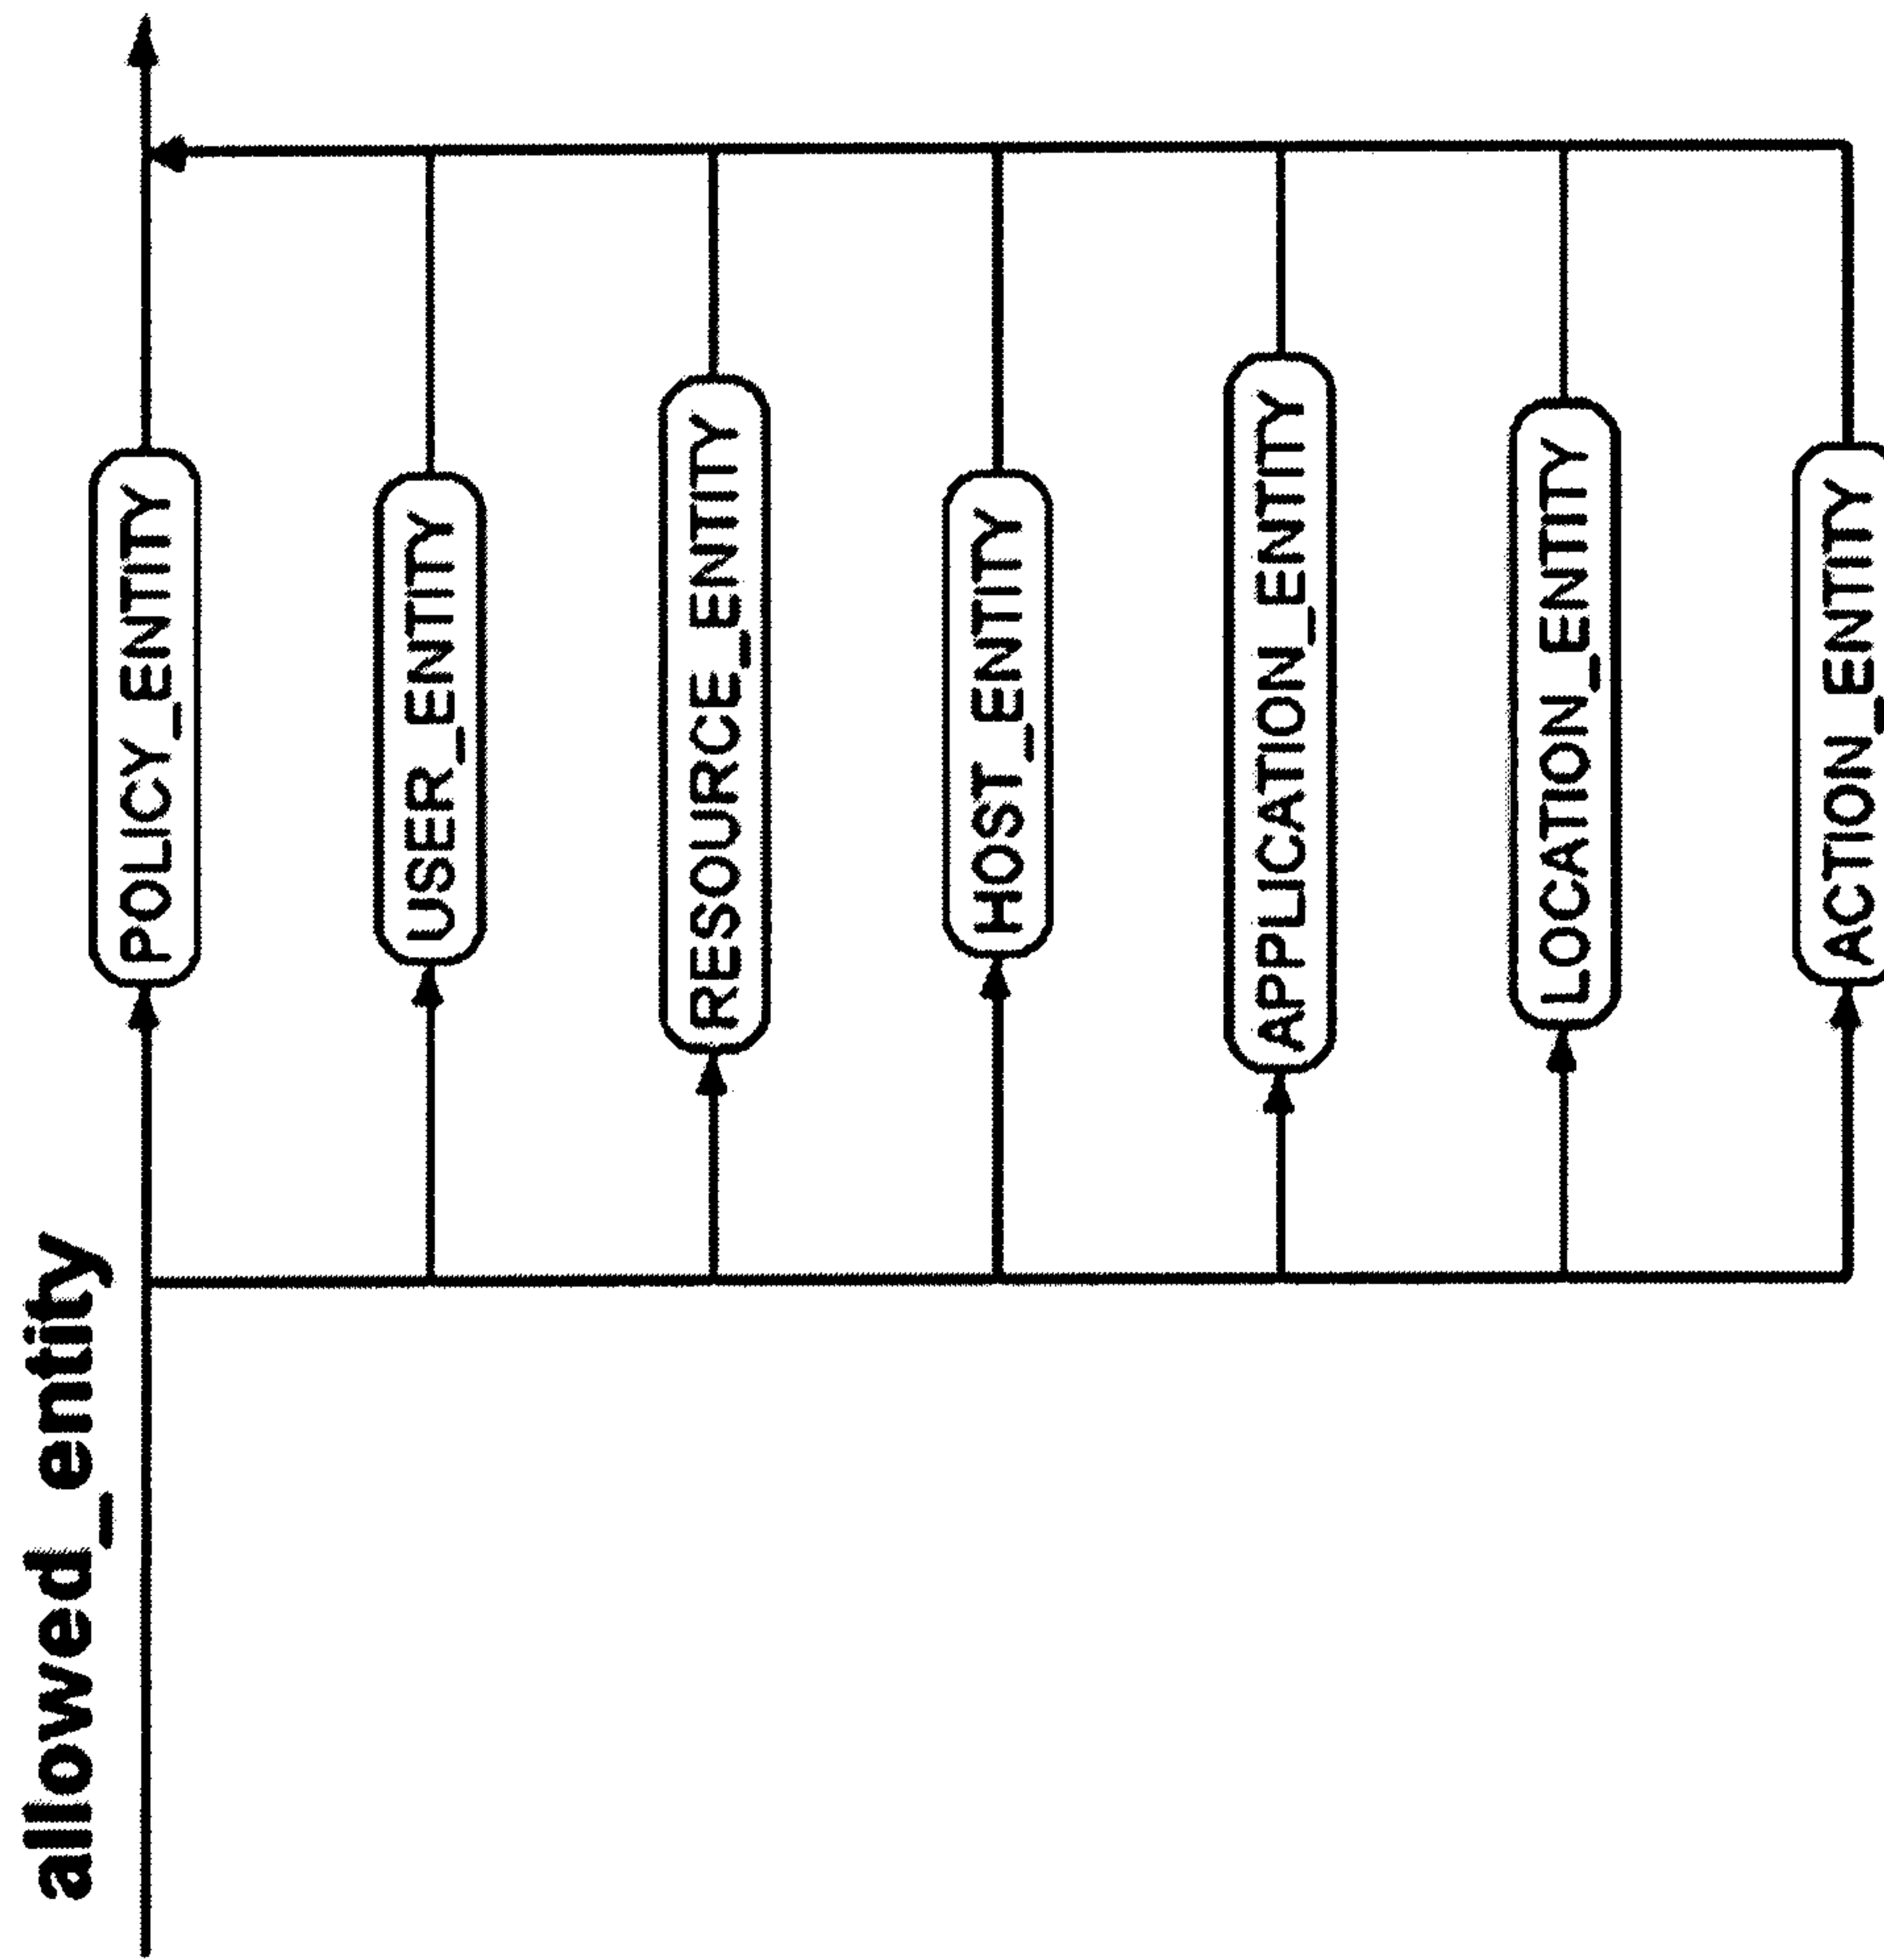 allowed_entity
POLICY_ENTITY
USER_ENTITY
RESOURCE_ENTITY
HOST_ENTITY
APPLICATION_ENTITY
LOCATION_ENTITY
ACTION_ENTITY